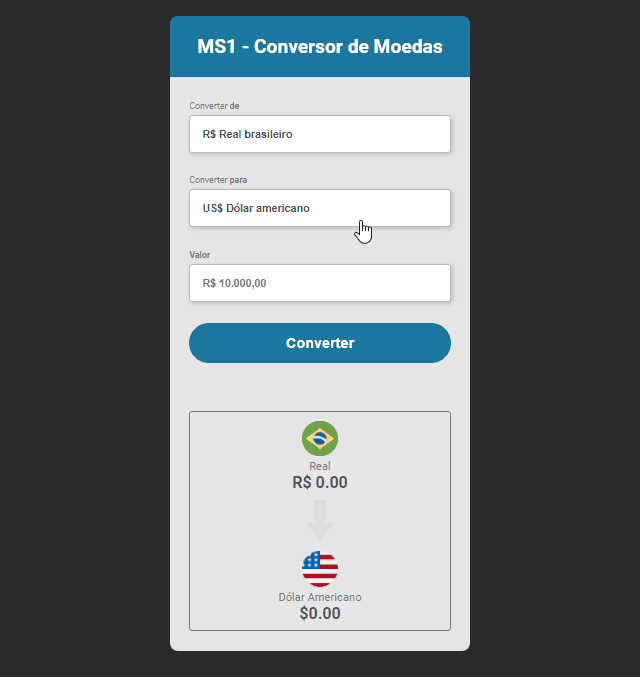 MS1 - Conversor de Moedas
Converter de
R$ Real brasileiro
Converter para
US$ Dólar americano
Valor
R$ 10.000,00
Converter
Real
R$ 0.00
Dólar Americano
$0.00